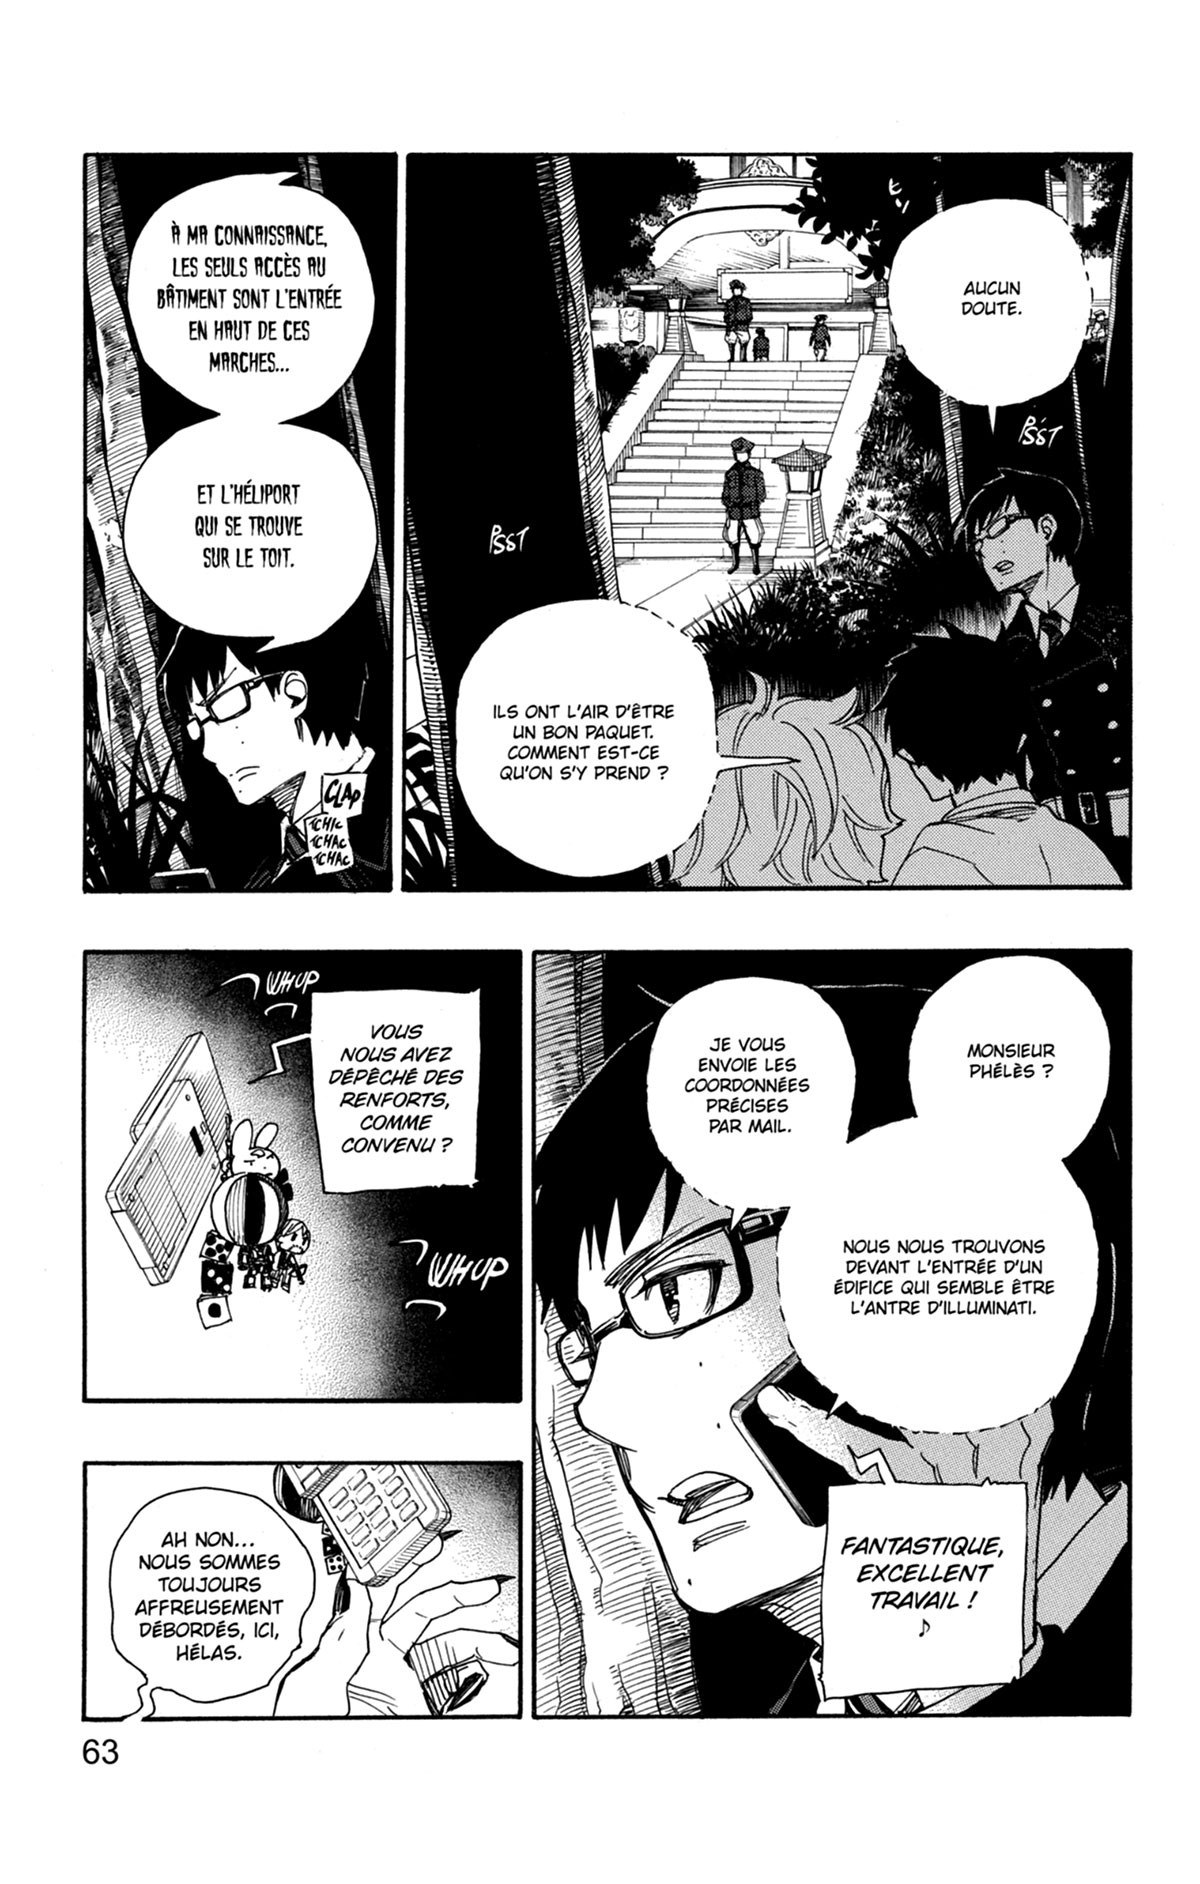 ヒソ
AUCUN
DOUTE.
PSST
PSST
ILS ONT L'AIR D'ÊTRE
UN BON PAQUET.
COMMENT EST-CE
QU'ON S'Y PREND ?
À MA CONNAISSANCE,
LES SEULS ACCÈS AU
BÂTIMENT SONT L'ENTRÉE
EN HAUT DE CES
MARCHES...
ET L'HÉLIPORT
QUI SE TROUVE
SUR LE TOIT.
CLAP
TCHIC
TCHAC
TCHAC
MONSIEUR
PHÉLÈS ?
NOUS NOUS TROUVONS
DEVANT L'ENTRÉE D'UN
ÉDIFICE QUI SEMBLE ÊTRE
L'ANTRE D'ILLUMINATI.
JE VOUS
ENVOIE LES
COORDONNÉES
PRÉCISES
PAR MAIL.
FANTASTIQUE,
EXCELLENT
TRAVAIL !
♪
WHUP
VOUS
NOUS AVEZ
DÉPÊCHÉ DES
RENFORTS,
COMME
CONVENU ?
WHUP
AH NON...
NOUS SOMMES
TOUJOURS
AFFREUSEMENT
DÉBORDÉS, ICI,
HÉLAS.
63